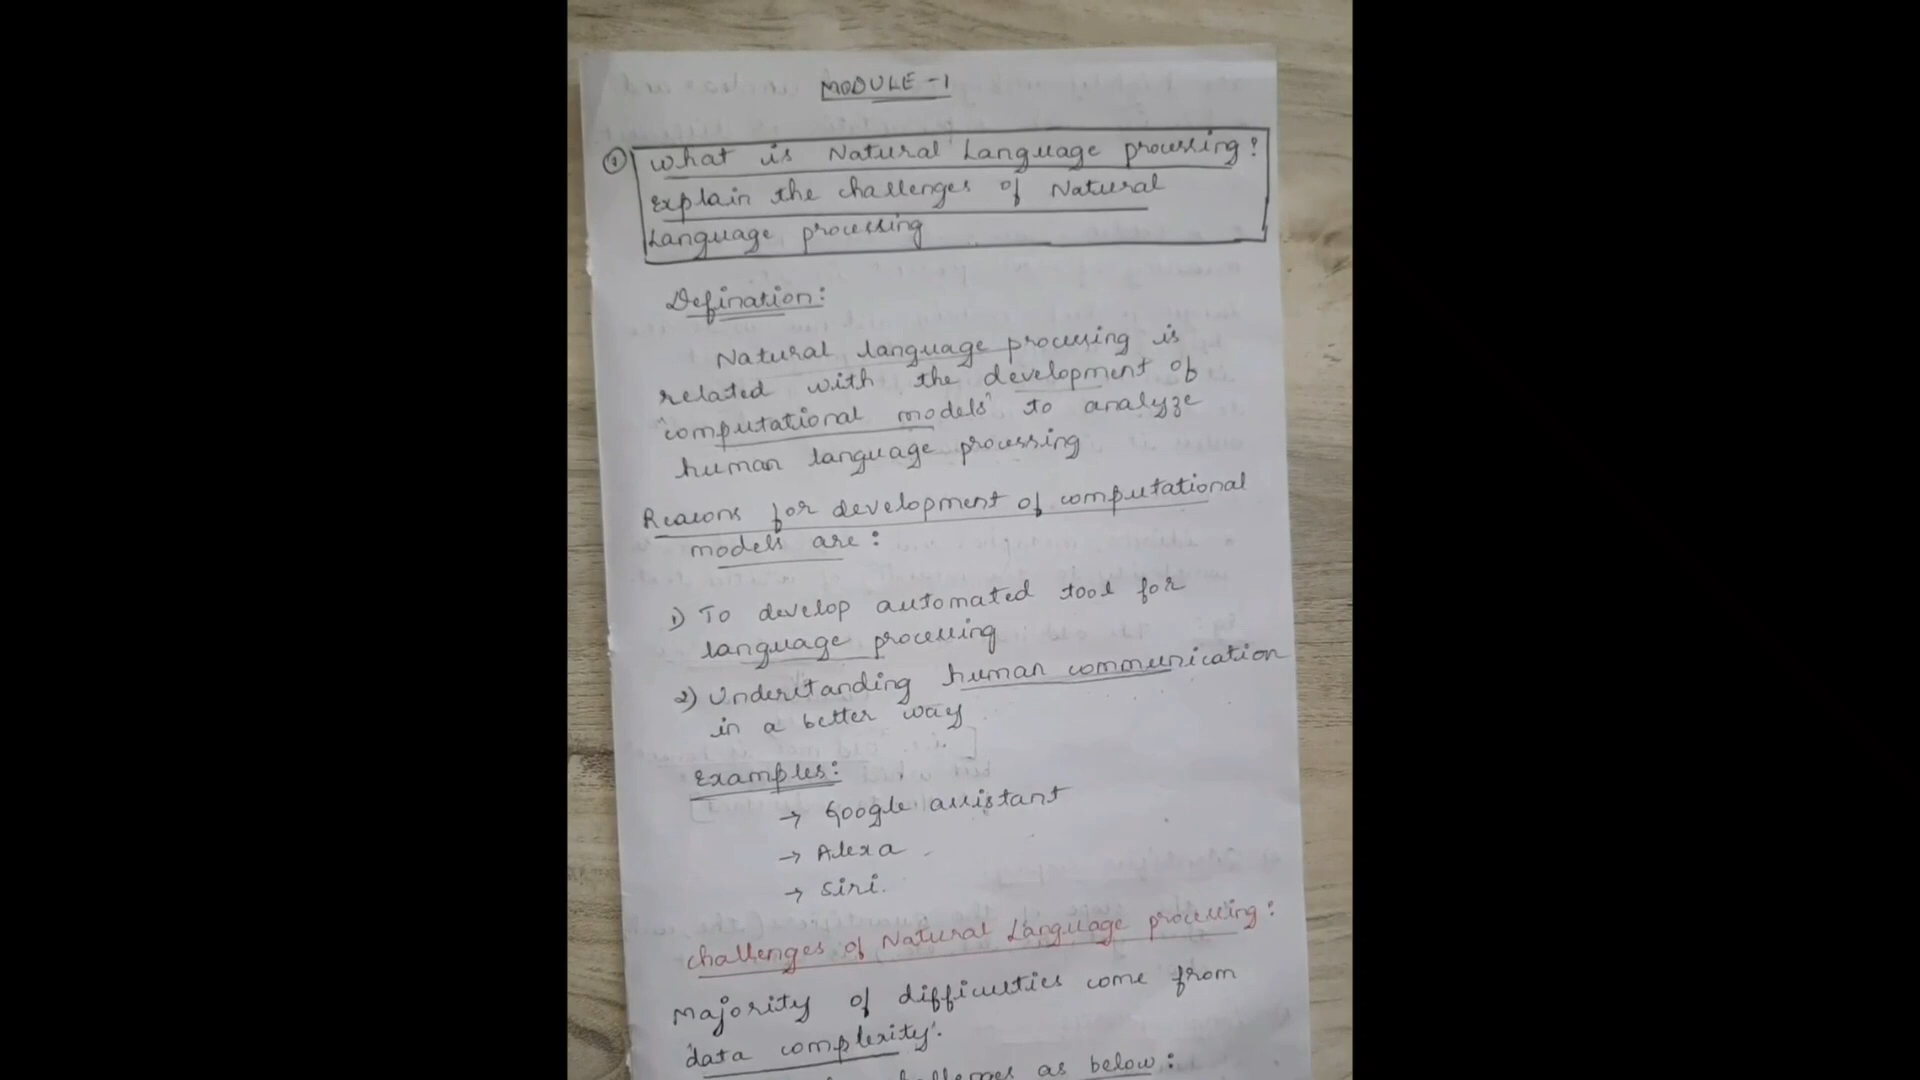 MODULE - 1
① What is Natural Language processing?
Explain the challenges of Natural
Language processing
Defination:
Natural language processing is
related with the development of
"computational models" to analyze
human language processing
Reasons for development of computational
models are:
1) To develop automated tool for
language processing
2) Understanding human communication
in a better way
Examples:
→ Google assistant
→ Alexa
→ Siri.
Challenges of Natural Language processing:
Majority of difficulties come from
"data complexity".
challenges as below: